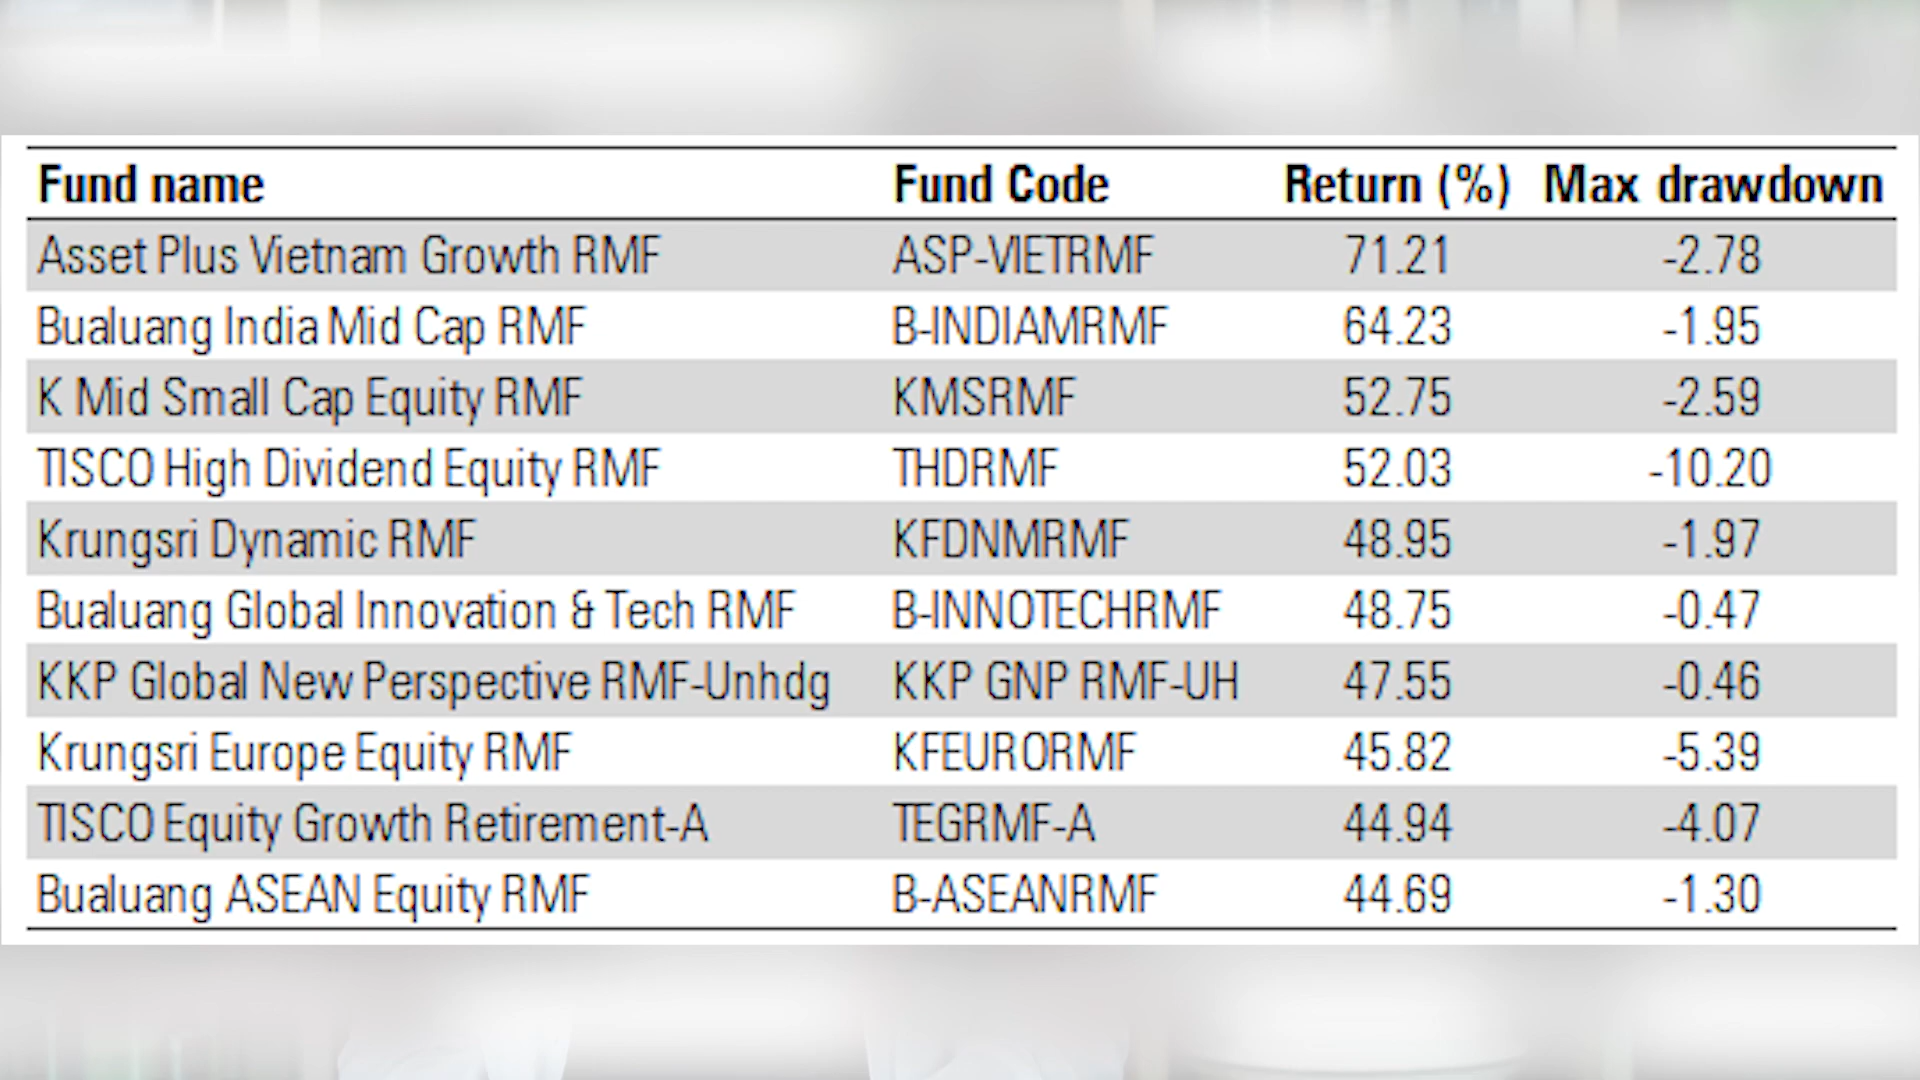 Fund name Fund Code Return (%) Max drawdown
Asset Plus Vietnam Growth RMF ASP-VIETRMF 71.21 -2.78
Bualuang India Mid Cap RMF B-INDIAMRMF 64.23 -1.95
K Mid Small Cap Equity RMF KMSRMF 52.75 -2.59
TISCO High Dividend Equity RMF THDRMF 52.03 -10.20
Krungsri Dynamic RMF KFDNMRMF 48.95 -1.97
Bualuang Global Innovation & Tech RMF B-INNOTECHRMF 48.75 -0.47
KKP Global New Perspective RMF-Unhdg KKP GNP RMF-UH 47.55 -0.46
Krungsri Europe Equity RMF KFEURORMF 45.82 -5.39
TISCO Equity Growth Retirement-A TEGRMF-A 44.94 -4.07
Bualuang ASEAN Equity RMF B-ASEANRMF 44.69 -1.30